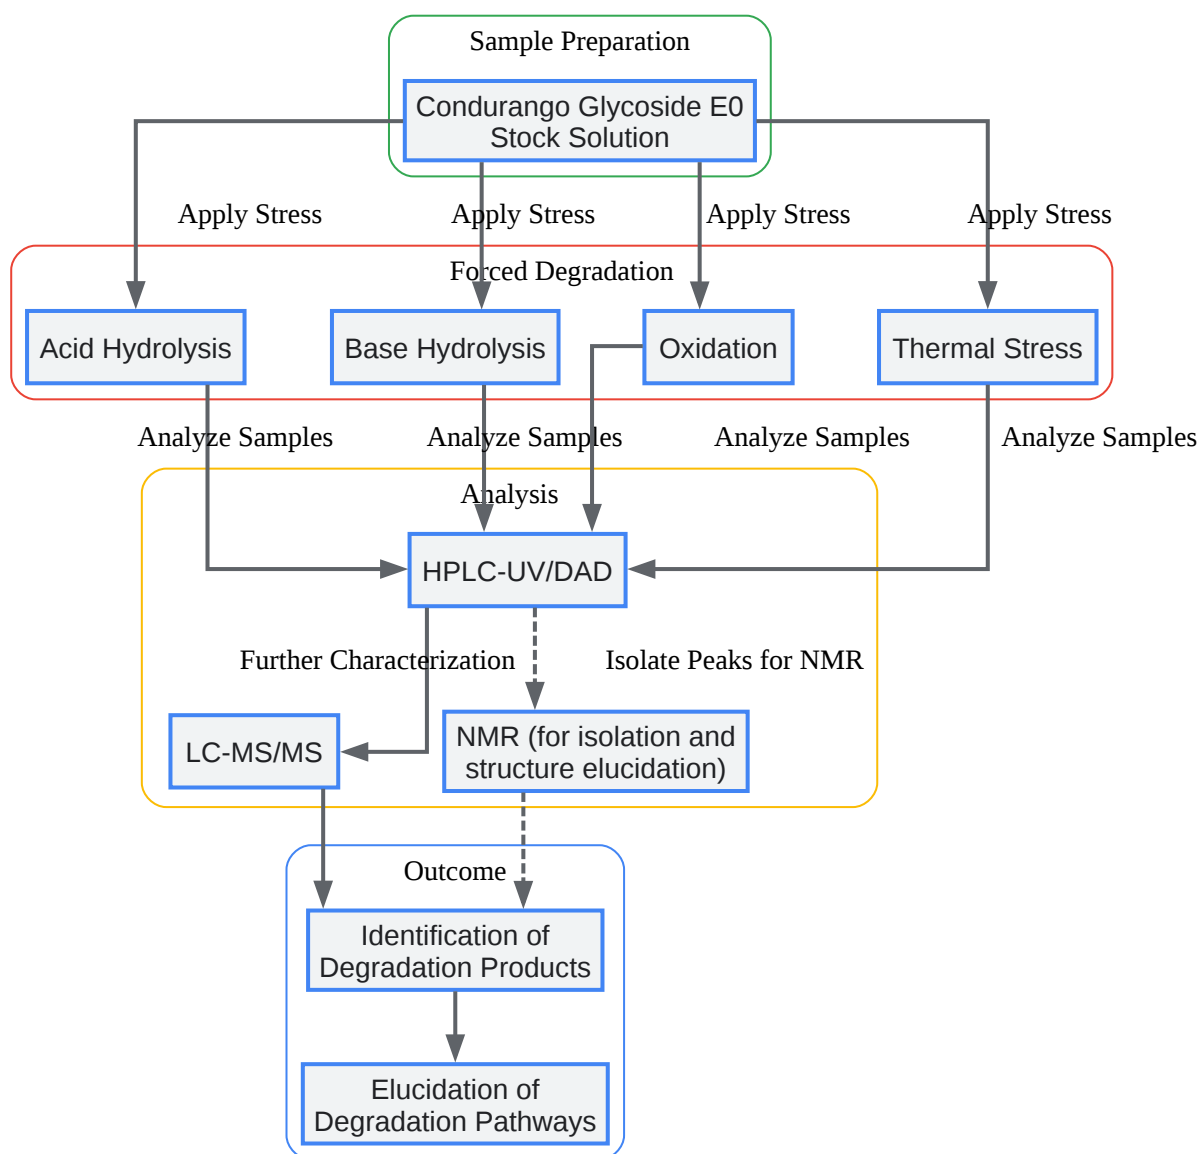 Sample Preparation
Condurango Glycoside E0
Stock Solution
Apply Stress
Apply Stress
Apply Stress
Apply Stress
Forced Degradation
Acid Hydrolysis
Base Hydrolysis
Oxidation
Thermal Stress
Analyze Samples
Analyze Samples
Analyze Samples
Analyze Samples
Analysis
HPLC-UV/DAD
Further Characterization
Isolate Peaks for NMR
LC-MS/MS
NMR (for isolation and
structure elucidation)
Outcome
Identification of
Degradation Products
Elucidation of
Degradation Pathways